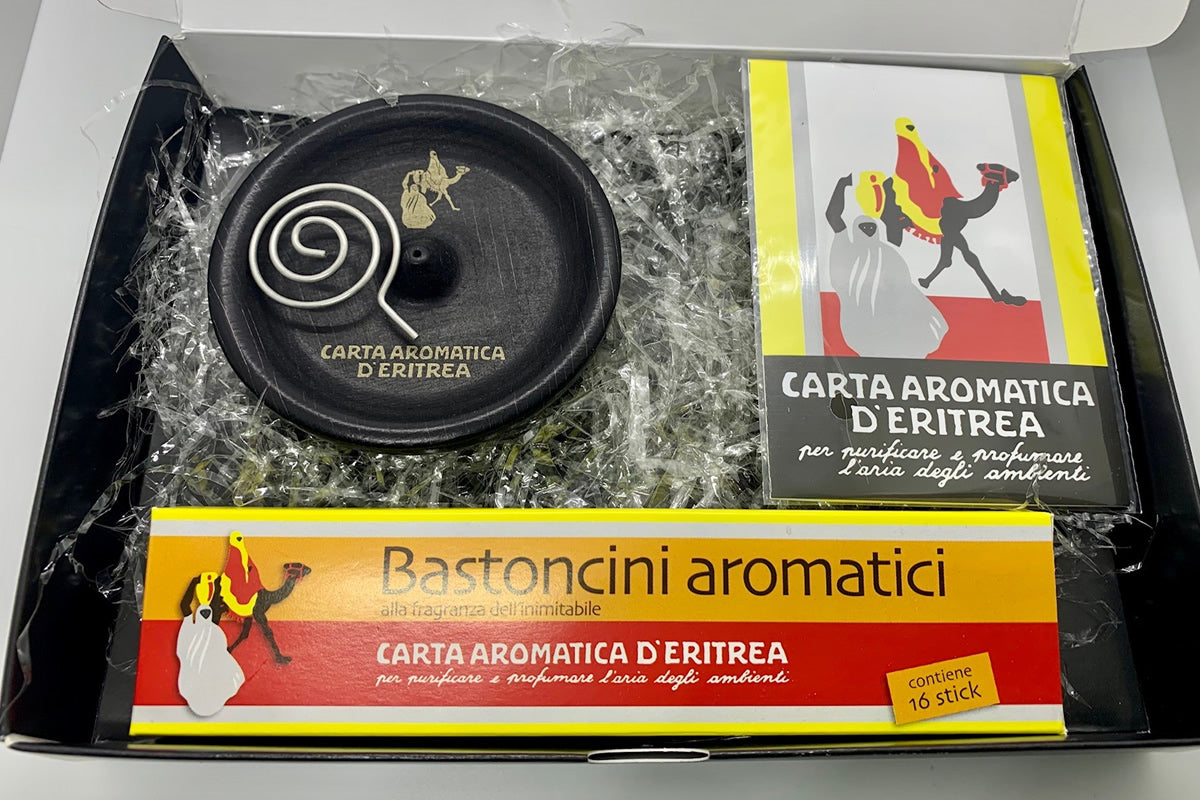 CARTA AROMATICA
D'ERITREA
CARTA AROMATICA
D'ERITREA
per purificare e profumare
l'aria degli ambienti
Bastoncini aromatici
alla fragranza dell'inimitabile
CARTA AROMATICA D'ERITREA
per purificare e profumare l'aria degli ambienti
contiene
16 stick